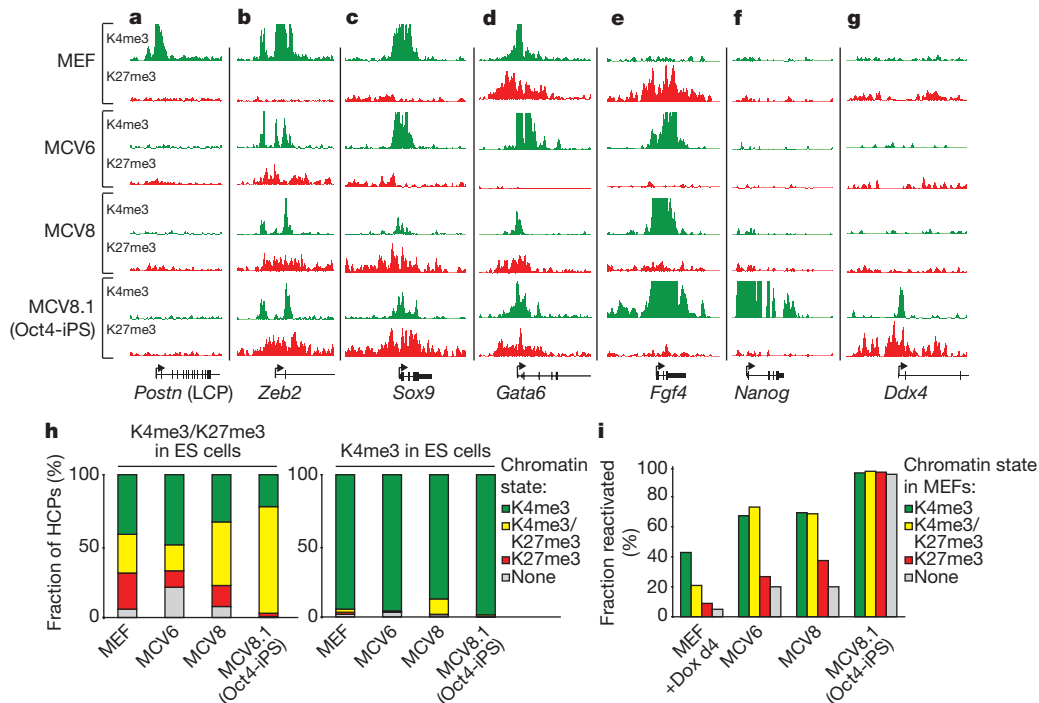 a b c d e f g
MEF
K4me3
K27me3
MCV6
K4me3
K27me3
MCV8
K4me3
K27me3
MCV8.1
(Oct4-iPS)
K4me3
K27me3
Postn (LCP) Zeb2 Sox9 Gata6 Fgf4 Nanog Ddx4
h
K4me3/K27me3
in ES cells
K4me3 in ES cells
Fraction of HCPs (%)
100
50
0
MEF
MCV6
MCV8
MCV8.1
(Oct4-iPS)
100
50
0
MEF
MCV6
MCV8
MCV8.1
(Oct4-iPS)
Chromatin
state:
K4me3
K4me3/
K27me3
K27me3
None
i
Fraction reactivated
(%)
100
80
60
40
20
0
MEF
+Dox d4
MCV6
MCV8
MCV8.1
(Oct4-iPS)
Chromatin state
in MEFs:
K4me3
K4me3/
K27me3
K27me3
None